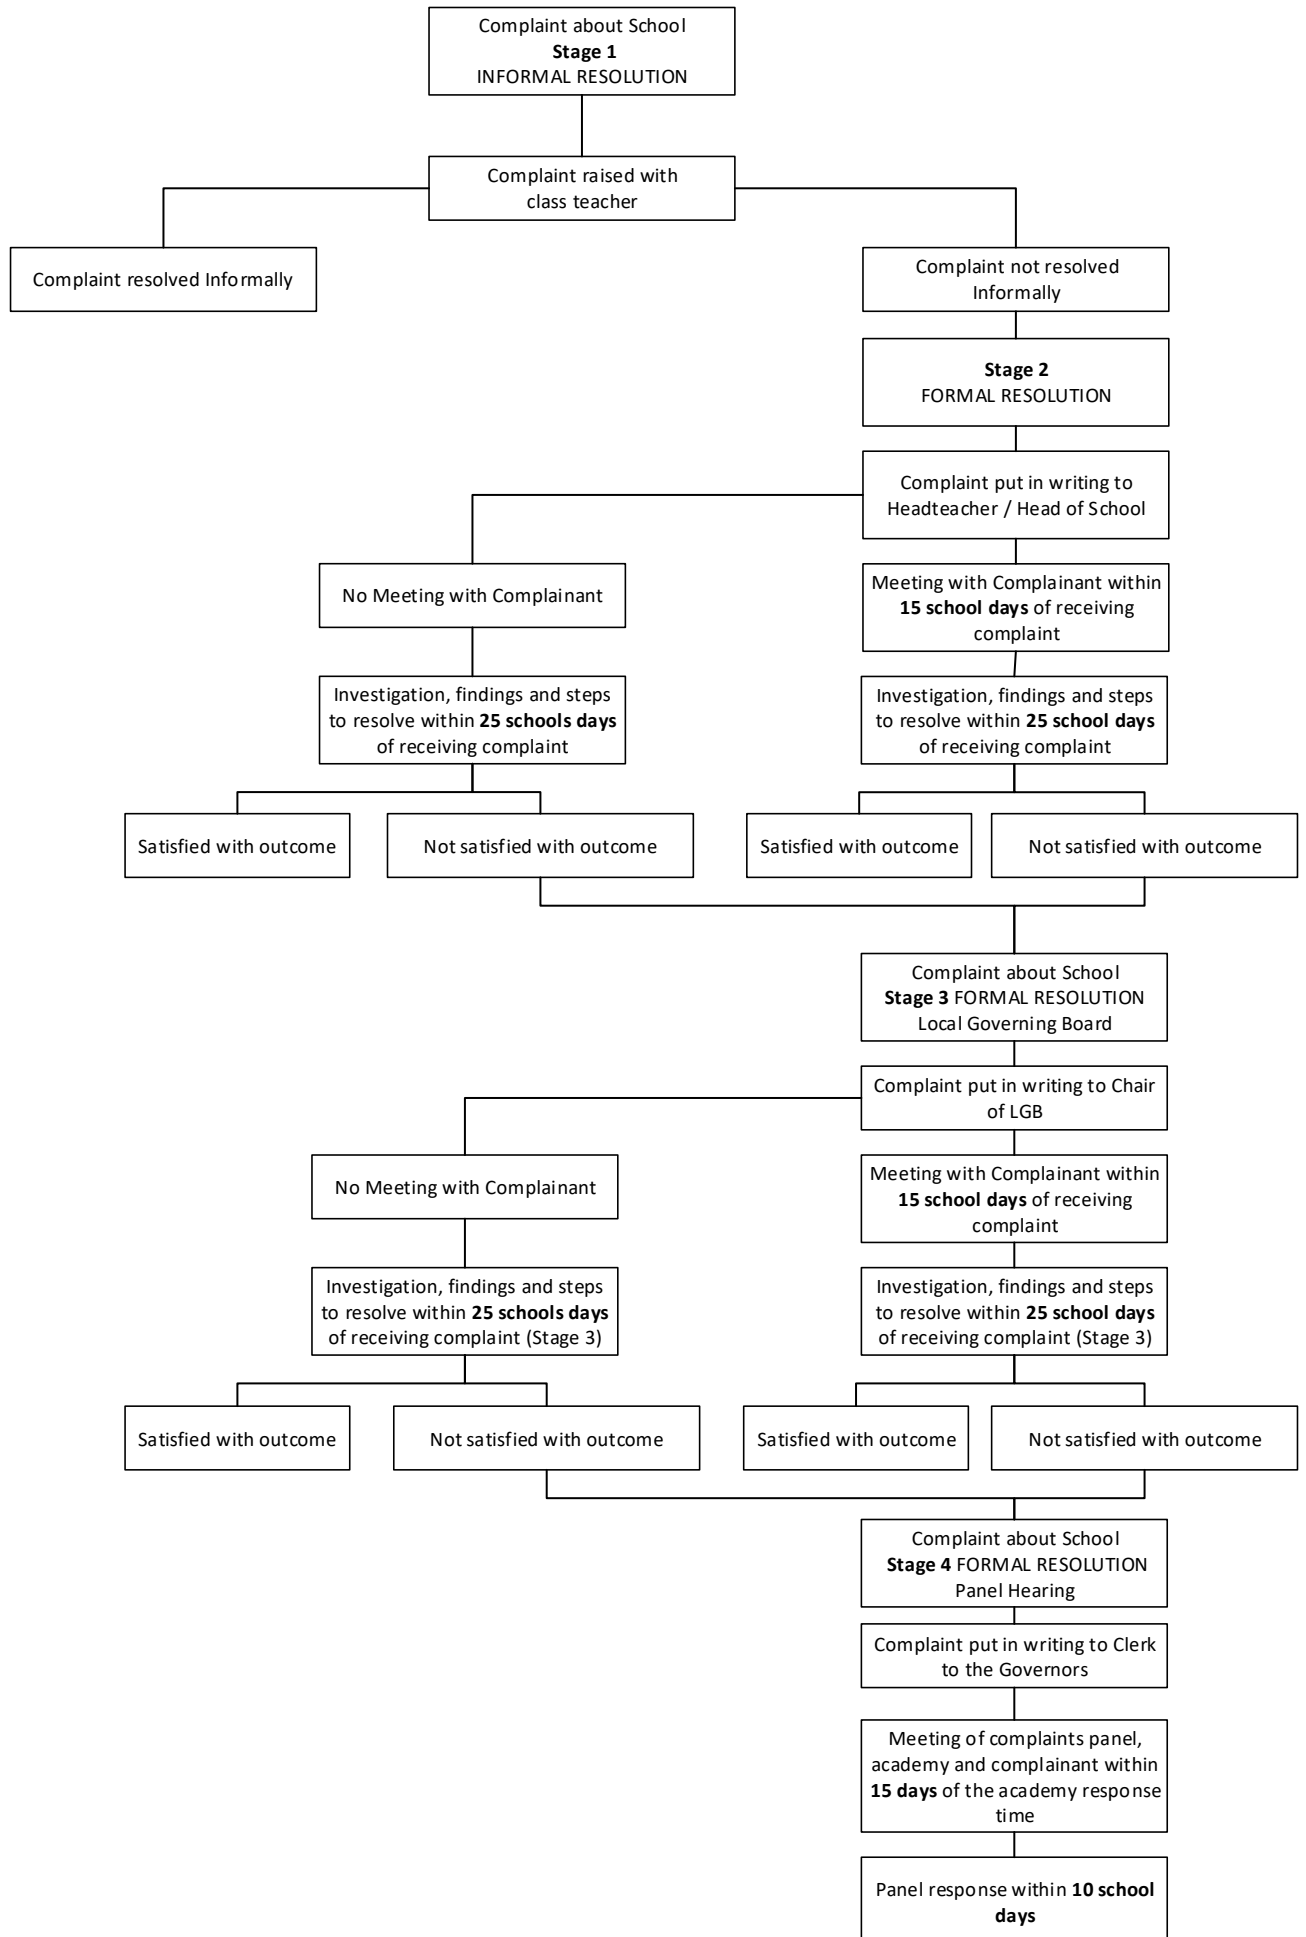 Complaint about School
Stage 1
INFORMAL RESOLUTION
Complaint raised with
class teacher
Complaint resolved Informally
Complaint not resolved
Informally
Stage 2
FORMAL RESOLUTION
Complaint put in writing to
Headteacher / Head of School
No Meeting with Complainant
Meeting with Complainant within
15 school days of receiving
complaint
Investigation, findings and steps
to resolve within 25 schools days
of receiving complaint
Investigation, findings and steps
to resolve within 25 school days
of receiving complaint
Satisfied with outcome
Not satisfied with outcome
Satisfied with outcome
Not satisfied with outcome
Complaint about School
Stage 3 FORMAL RESOLUTION
Local Governing Board
Complaint put in writing to Chair
of LGB
No Meeting with Complainant
Meeting with Complainant within
15 school days of receiving
complaint
Investigation, findings and steps
to resolve within 25 schools days
of receiving complaint (Stage 3)
Investigation, findings and steps
to resolve within 25 school days
of receiving complaint (Stage 3)
Satisfied with outcome
Not satisfied with outcome
Satisfied with outcome
Not satisfied with outcome
Complaint about School
Stage 4 FORMAL RESOLUTION
Panel Hearing
Complaint put in writing to Clerk
to the Governors
Meeting of complaints panel,
academy and complainant within
15 days of the academy response
time
Panel response within 10 school
days